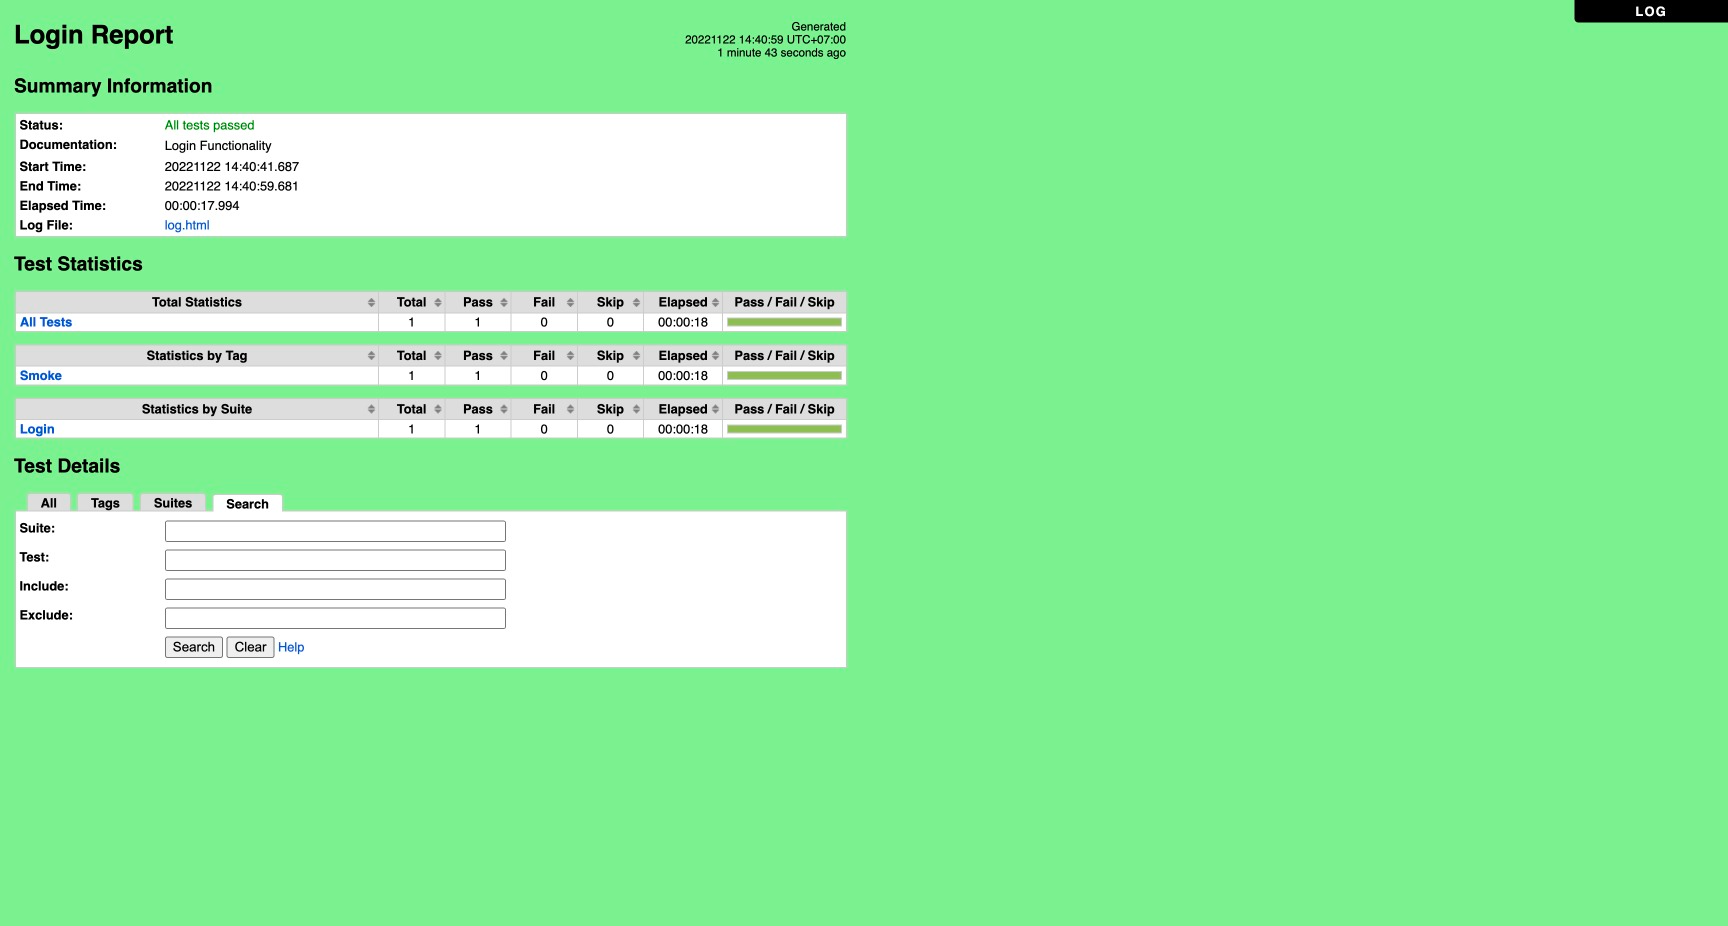 LOG
Login Report
Generated
20221122 14:40:59 UTC+07:00
1 minute 43 seconds ago
Summary Information
Status: All tests passed
Documentation: Login Functionality
Start Time: 20221122 14:40:41.687
End Time: 20221122 14:40:59.681
Elapsed Time: 00:00:17.994
Log File: log.html
Test Statistics
Total Statistics Total Pass Fail Skip Elapsed Pass / Fail / Skip
All Tests 1 1 0 0 00:00:18
Statistics by Tag Total Pass Fail Skip Elapsed Pass / Fail / Skip
Smoke 1 1 0 0 00:00:18
Statistics by Suite Total Pass Fail Skip Elapsed Pass / Fail / Skip
Login 1 1 0 0 00:00:18
Test Details
All Tags Suites Search
Suite:
Test:
Include:
Exclude:
Search Clear Help